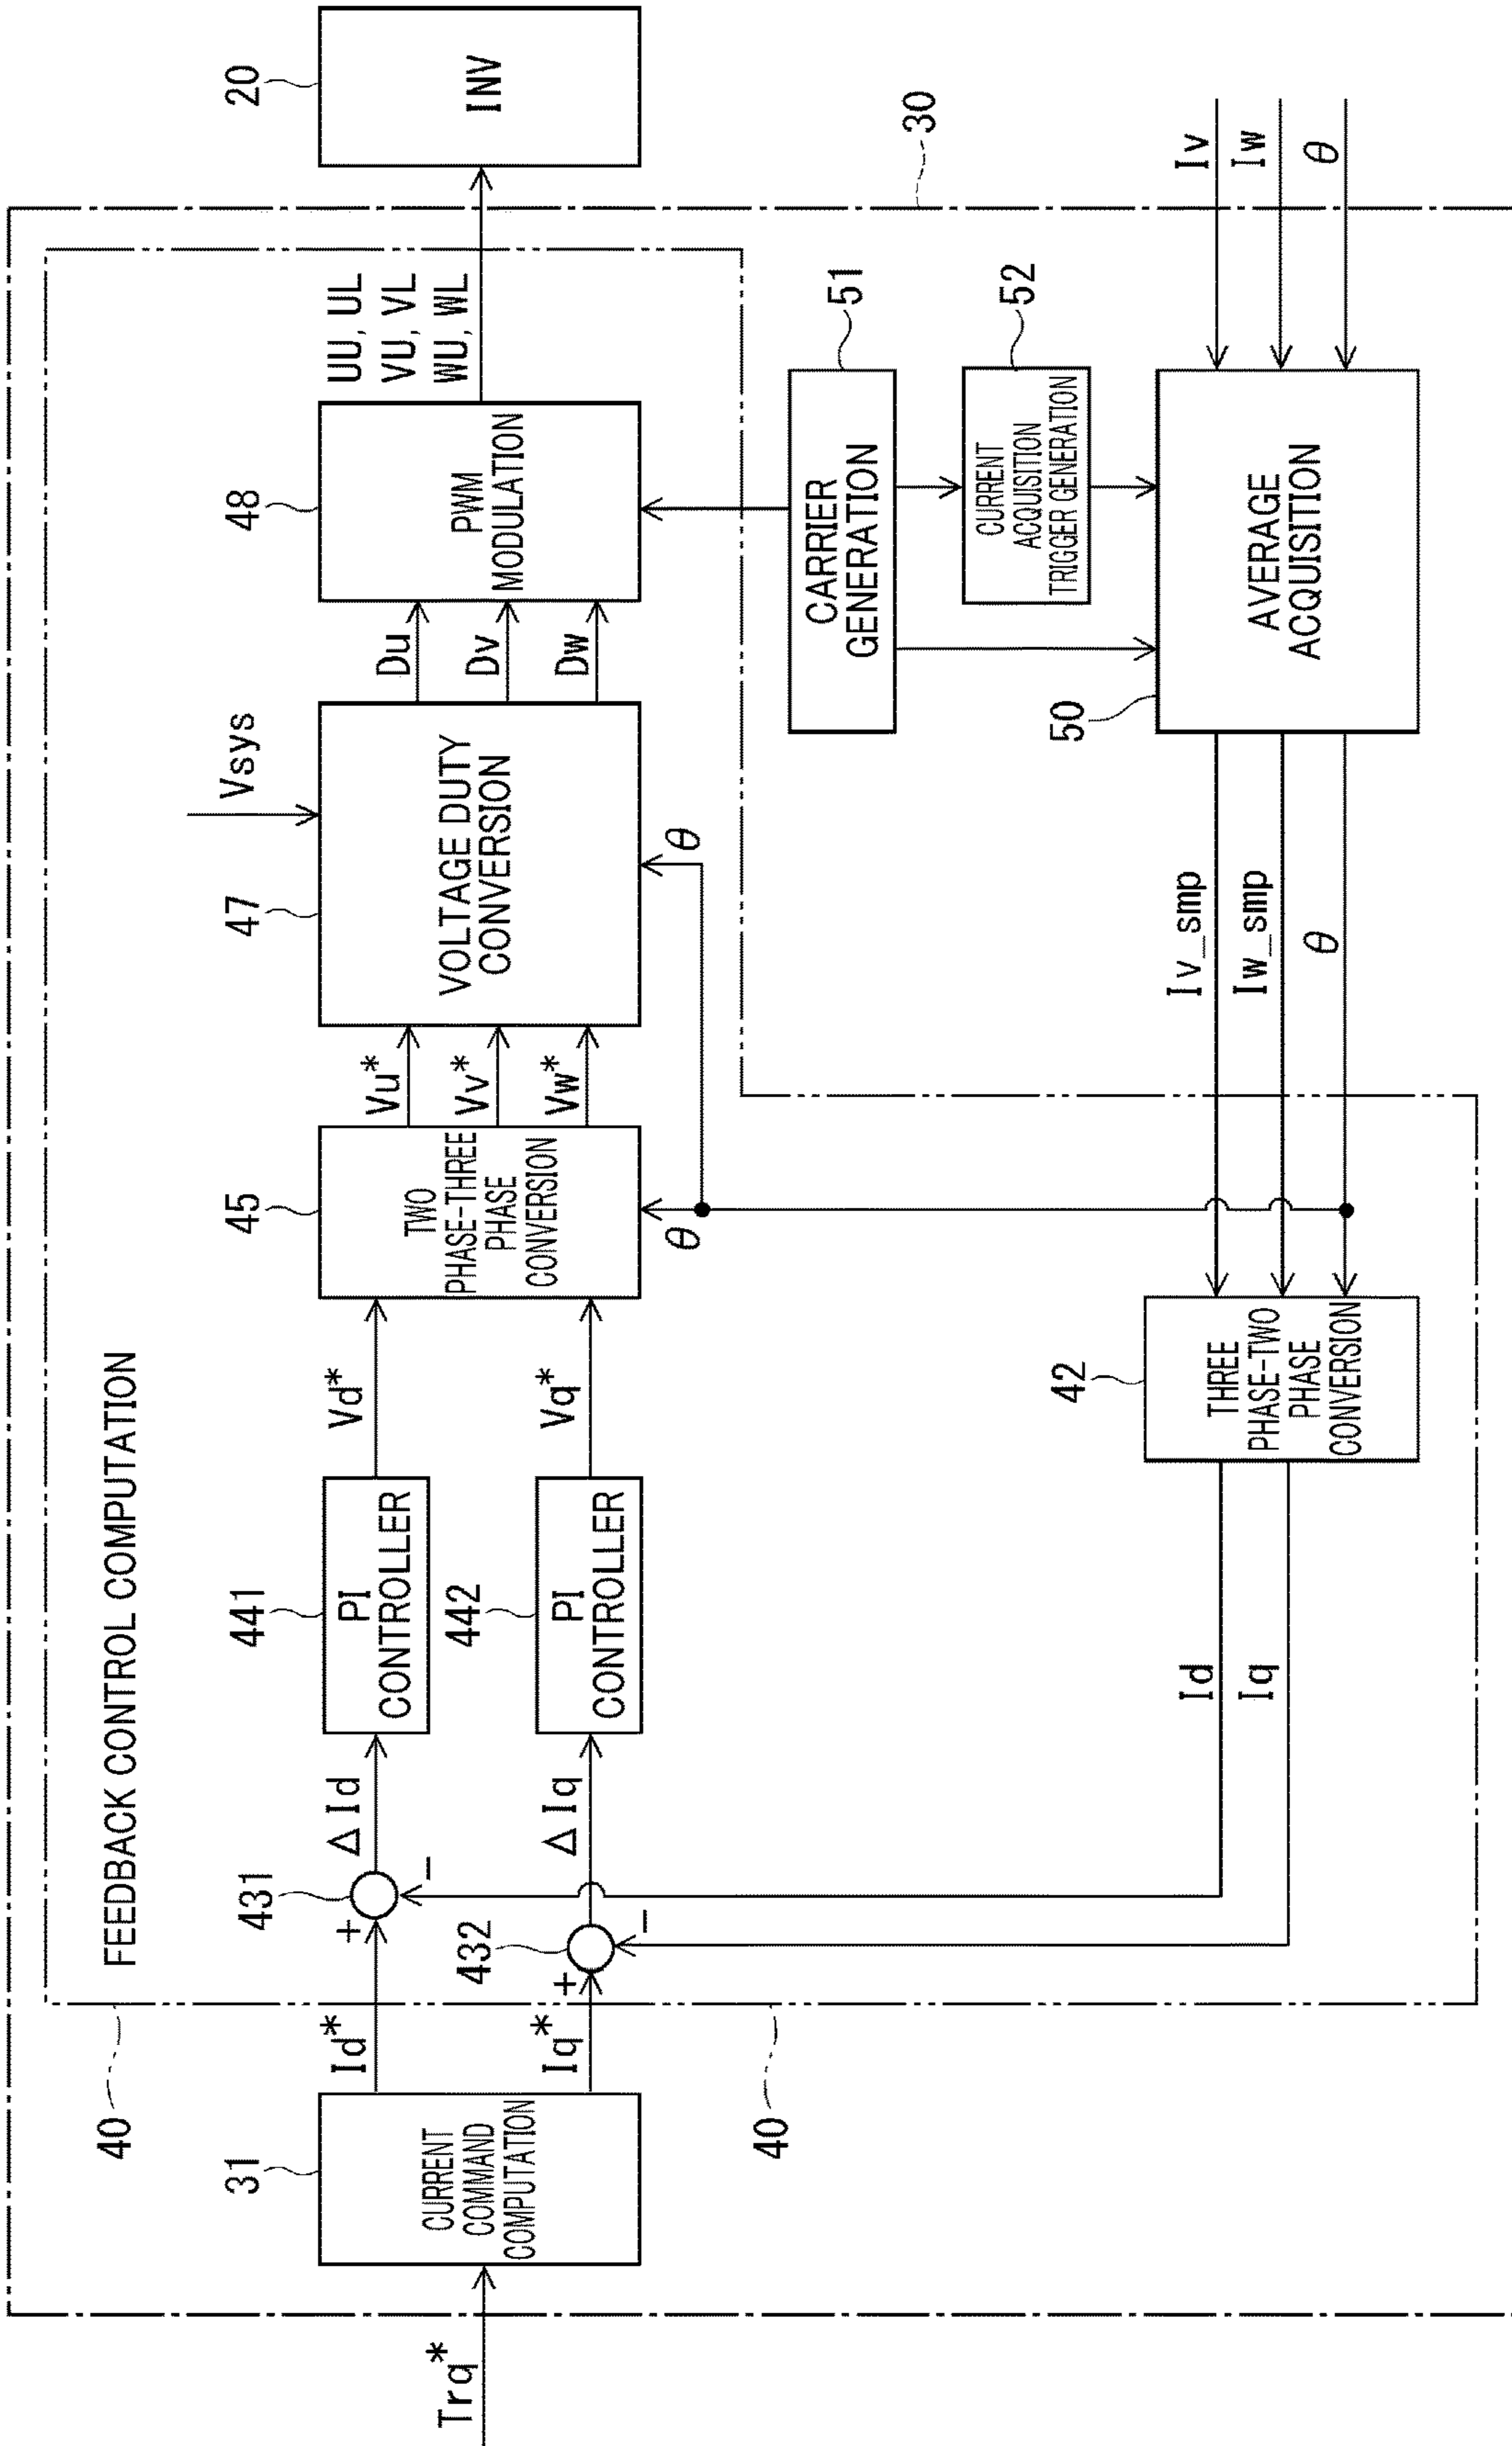 FEEDBACK CONTROL COMPUTATION
40
Trq*
31
CURRENT
COMMAND
COMPUTATION
Id*
Iq*
40
+
431
−
ΔId
+
432
−
ΔIq
441
PI
CONTROLLER
442
PI
CONTROLLER
Vd*
Vq*
45
TWO
PHASE-THREE
PHASE
CONVERSION
θ
Vu*
Vv*
Vw*
47
VOLTAGE DUTY
CONVERSION
Vsys
θ
Du
Dv
Dw
48
PWM
MODULATION
UU, UL
VU, VL
WU, WL
20
INV
30
51
CARRIER
GENERATION
52
CURRENT
ACQUISITION
TRIGGER GENERATION
Id
Iq
42
THREE
PHASE-TWO
PHASE
CONVERSION
Iv_smp
Iw_smp
θ
50
AVERAGE
ACQUISITION
Iv
Iw
θ